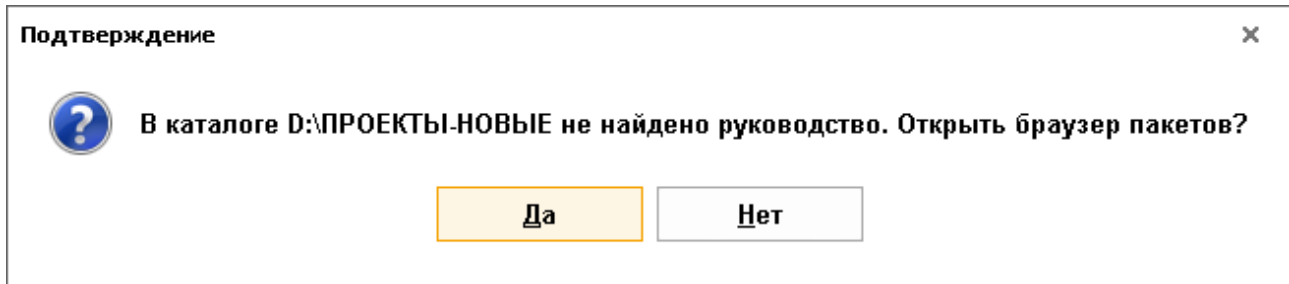 Подтверждение
В каталоге D:\ПРОЕКТЫ-НОВЫЕ не найдено руководство. Открыть браузер пакетов?
Да
Нет